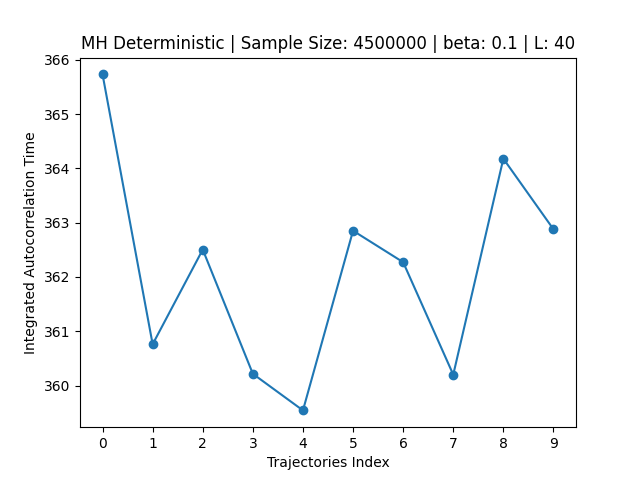 MH Deterministic | Sample Size: 4500000 | beta: 0.1 | L: 40
366
365
364
363
362
361
360
Integrated Autocorrelation Time
0 1 2 3 4 5 6 7 8 9
Trajectories Index